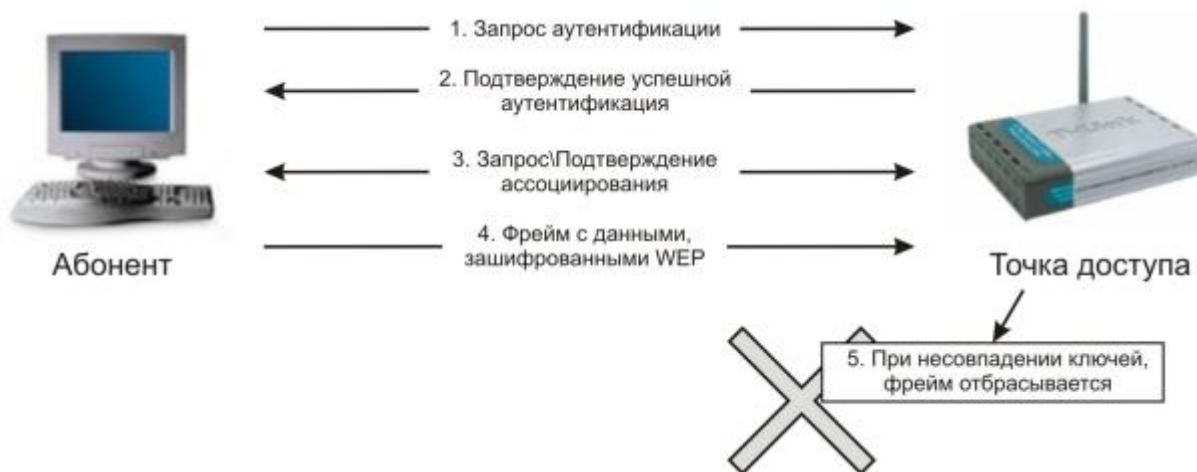 1. Запрос аутентификации
2. Подтверждение успешной
аутентификация
3. Запрос\Подтверждение
ассоциирования
4. Фрейм с данными,
зашифрованными WEP
Абонент
Точка доступа
5. При несовпадении ключей,
фрейм отбрасывается